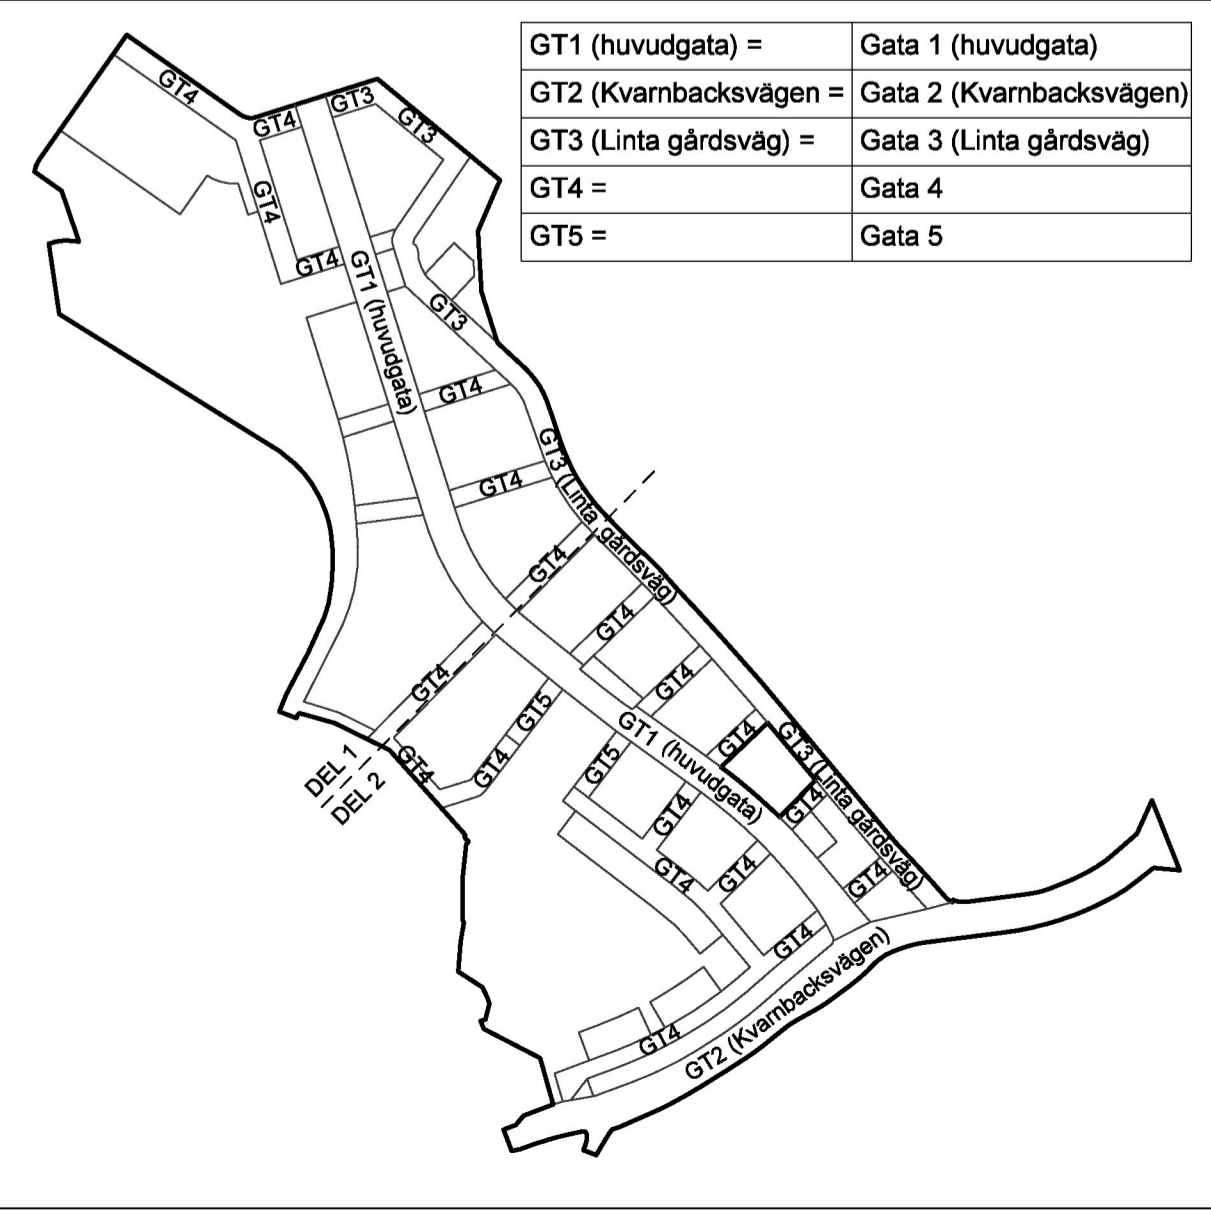 GT1 (huvudgata) = Gata 1 (huvudgata)
GT2 (Kvarnbacksvägen = Gata 2 (Kvarnbacksvägen)
GT3 (Linta gårdsväg) = Gata 3 (Linta gårdsväg)
GT4 = Gata 4
GT5 = Gata 5
GT4
GT4
GT3
GT3
GT4
GT4
GT1 (huvudgata)
GT3
GT4
GT4
GT3 (Linta gårdsväg)
GT4
GT4
GT4
GT4
GT5
GT4
GT4
GT1 (huvudgata)
GT5
GT4
GT3 (Linta gårdsväg)
DEL 1
DEL 2
GT4
GT4
GT4
GT4
GT4
GT4
GT4
GT2 (Kvarnbacksvägen)